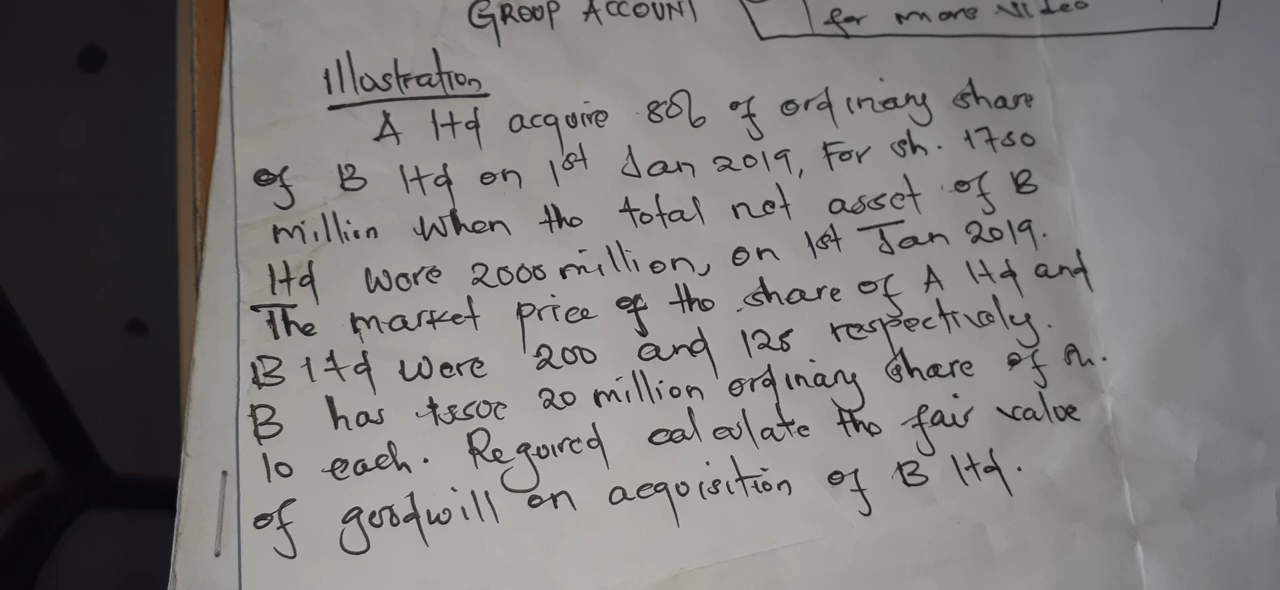 GROUP ACCOUNT
for more video
Illustration
A ltd acquire 80% of ordinary share
of B ltd on 1st Jan 2019, For sh. 1750
million when the total net asset of B
ltd were 2000 million, on 1st Jan 2019.
The market price of the share of A ltd and
B ltd were 200 and 125 respectively.
B has issue 20 million ordinary share of sh.
10 each. Required calculate the fair value
of goodwill on acquisition of B ltd.